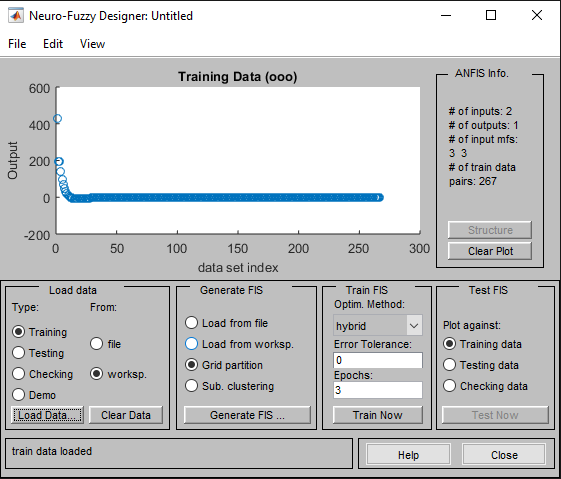 Neuro-Fuzzy Designer: Untitled
File Edit View
Training Data (ooo)
600
400
200
0
-200
Output
0 50 100 150 200 250 300
data set index
ANFIS Info.
# of inputs: 2
# of outputs: 1
# of input mfs:
3 3
# of train data
pairs: 267
Structure
Clear Plot
Load data
Type: From:
Training
Testing
Checking
Demo
file
worksp.
Load Data... Clear Data
Generate FIS
Load from file
Load from worksp.
Grid partition
Sub. clustering
Generate FIS ...
Train FIS
Optim. Method:
hybrid
Error Tolerance:
0
Epochs:
3
Train Now
Test FIS
Plot against:
Training data
Testing data
Checking data
Test Now
train data loaded
Help Close